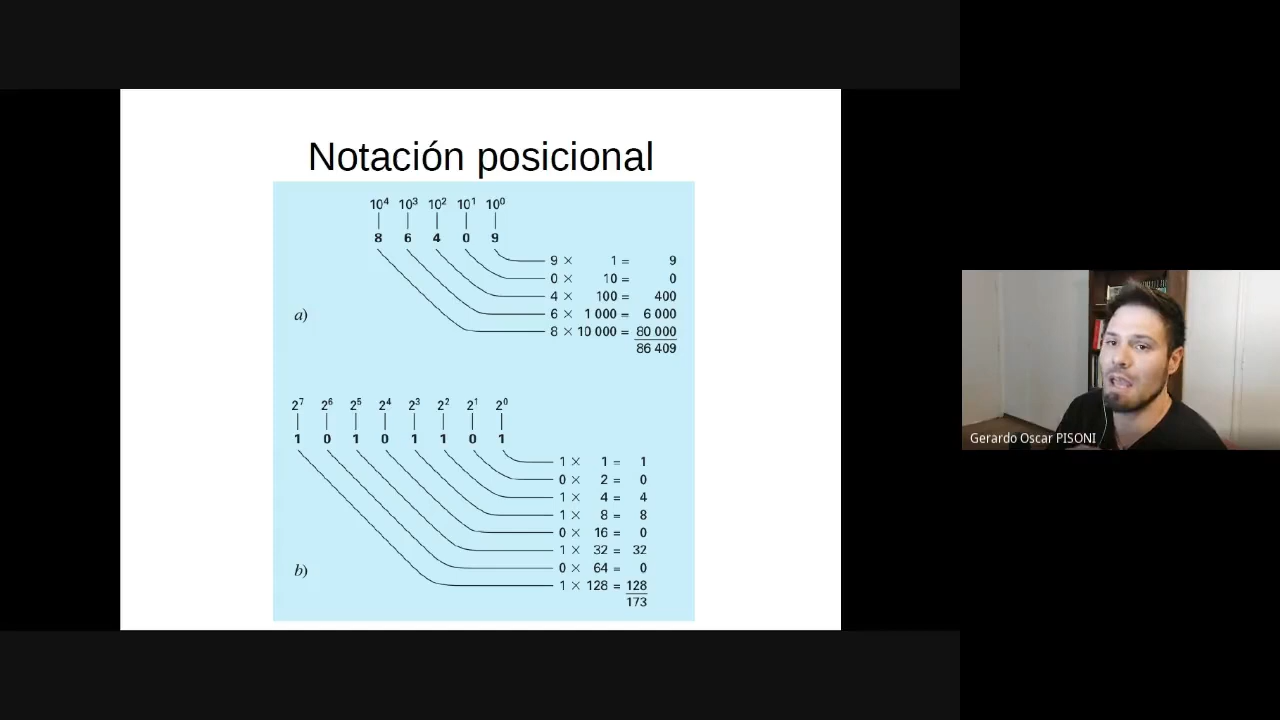 Notación posicional
10⁴ 10³ 10² 10¹ 10⁰
8 6 4 0 9
9 × 1 = 9
0 × 10 = 0
4 × 100 = 400
a)
6 × 1 000 = 6 000
8 × 10 000 = 80 000
86 409
2⁷ 2⁶ 2⁵ 2⁴ 2³ 2² 2¹ 2⁰
1 0 1 0 1 1 0 1
1 × 1 = 1
0 × 2 = 0
1 × 4 = 4
1 × 8 = 8
0 × 16 = 0
1 × 32 = 32
b)
0 × 64 = 0
1 × 128 = 128
173
Gerardo Oscar PISONI